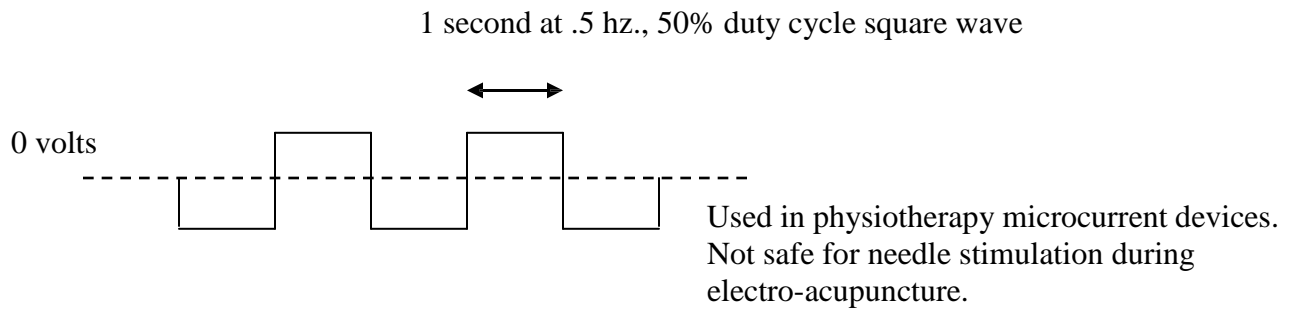 1 second at .5 hz., 50% duty cycle square wave
0 volts
Used in physiotherapy microcurrent devices.
Not safe for needle stimulation during
electro-acupuncture.